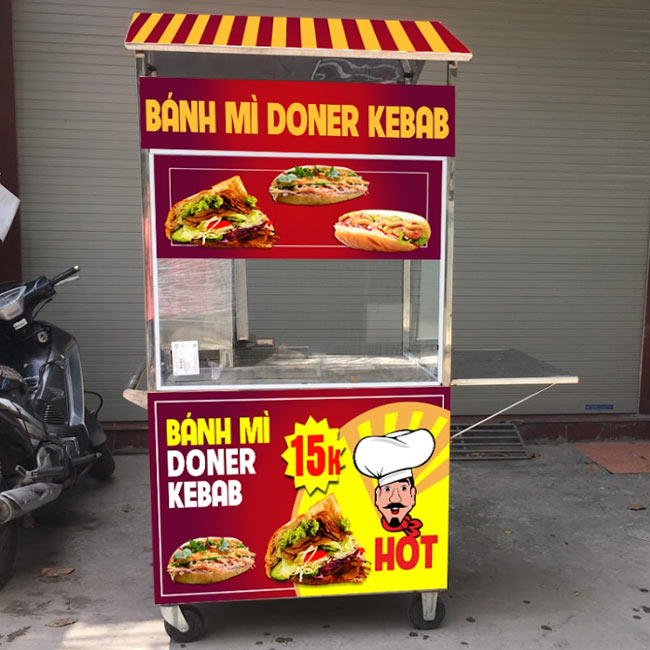 BÁNH MÌ DONER KEBAB
BÁNH MÌ
DONER
KEBAB
15K
HOT